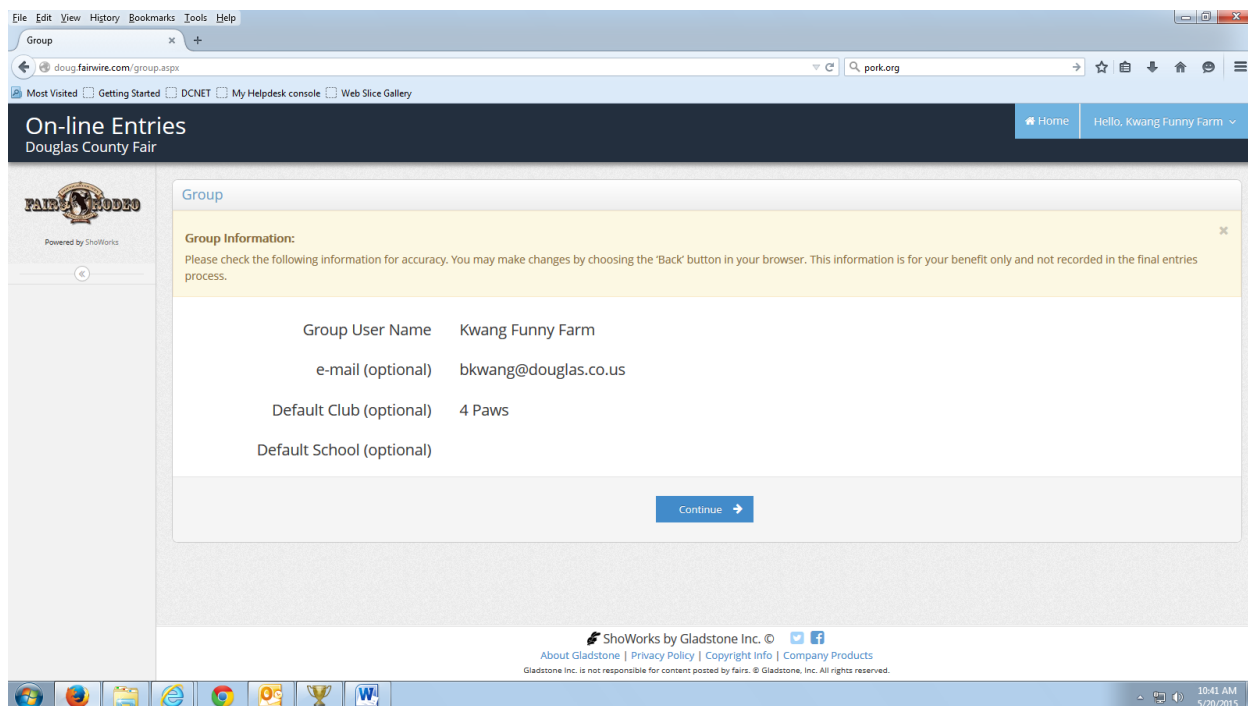 File Edit View History Bookmarks Tools Help
Group × +
doug.fairwire.com/group.aspx pork.org
Most Visited Getting Started DCNET My Helpdesk console Web Slice Gallery
On-line Entries
Douglas County Fair
Home Hello, Kwang Funny Farm
FAIR RODEO
Powered by ShoWorks
Group
Group Information: ×
Please check the following information for accuracy. You may make changes by choosing the 'Back' button in your browser. This information is for your benefit only and not recorded in the final entries
process.
Group User Name Kwang Funny Farm
e-mail (optional) bkwang@douglas.co.us
Default Club (optional) 4 Paws
Default School (optional)
Continue
ShoWorks by Gladstone Inc. ©
About Gladstone | Privacy Policy | Copyright Info | Company Products
Gladstone Inc. is not responsible for content posted by fairs. © Gladstone, Inc. All rights reserved.
10:41 AM
5/20/2015